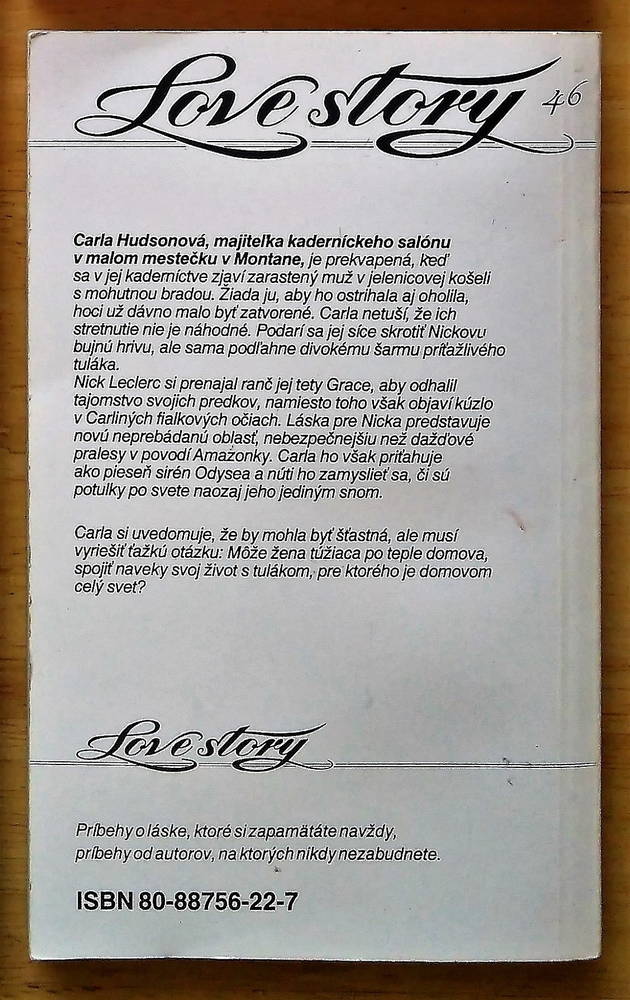 Love story 46
Carla Hudsonová, majiteľka kaderníckeho salónu
v malom mestečku v Montane, je prekvapená, keď
sa v jej kaderníctve zjaví zarastený muž v jelenicovej košeli
s mohutnou bradou. Žiada ju, aby ho ostrihala aj oholila,
hoci už dávno malo byť zatvorené. Carla netuší, že ich
stretnutie nie je náhodné. Podarí sa jej síce skrotiť Nickovu
bujnú hrivu, ale sama podľahne divokému šarmu príťažlivého
tuláka.
Nick Leclerc si prenajal ranč jej tety Grace, aby odhalil
tajomstvo svojich predkov, namiesto toho však objaví kúzlo
v Carliných fialkových očiach. Láska pre Nicka predstavuje
novú neprebádanú oblasť, nebezpečnejšiu než dažďové
pralesy v povodí Amazonky. Carla ho však priťahuje
ako pieseň sirén Odysea a núti ho zamyslieť sa, či sú
potulky po svete naozaj jeho jediným snom.
Carla si uvedomuje, že by mohla byť šťastná, ale musí
vyriešiť ťažkú otázku: Môže žena túžiaca po teple domova,
spojiť naveky svoj život s tulákom, pre ktorého je domovom
celý svet?
Love story
Príbehy o láske, ktoré si zapamätáte navždy,
príbehy od autorov, na ktorých nikdy nezabudnete.
ISBN 80-88756-22-7